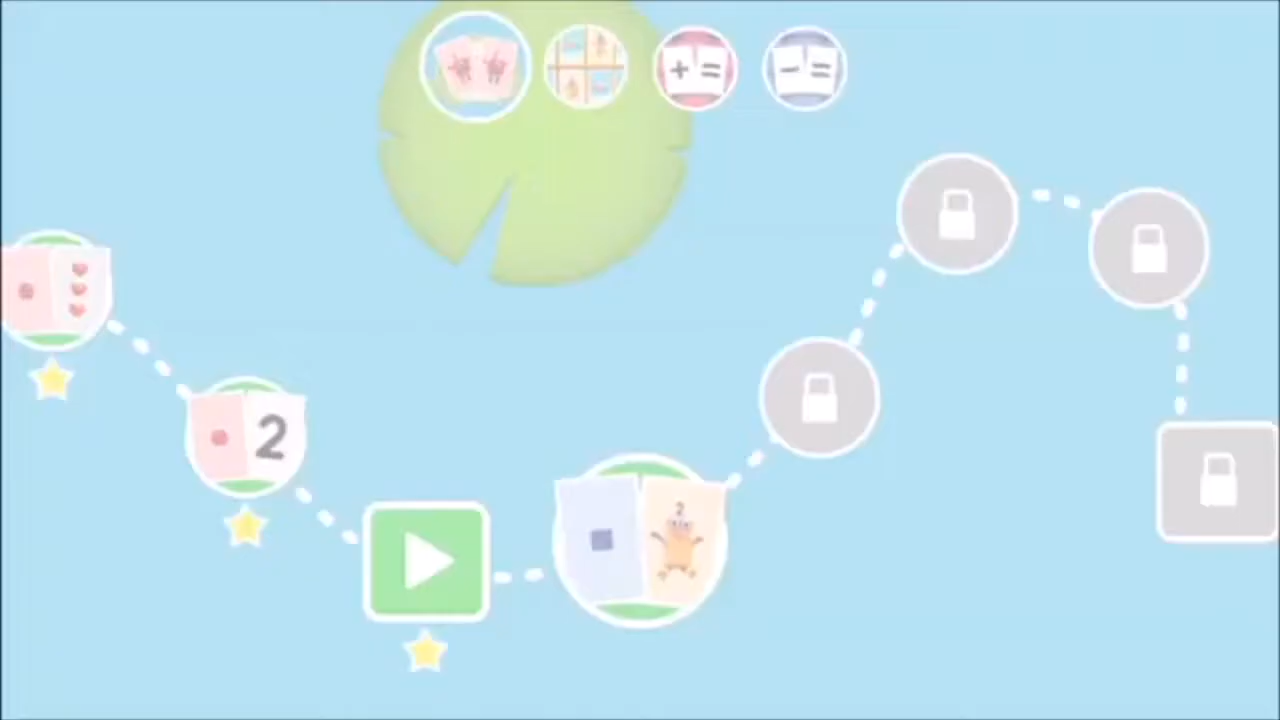 + =
- =
2
2